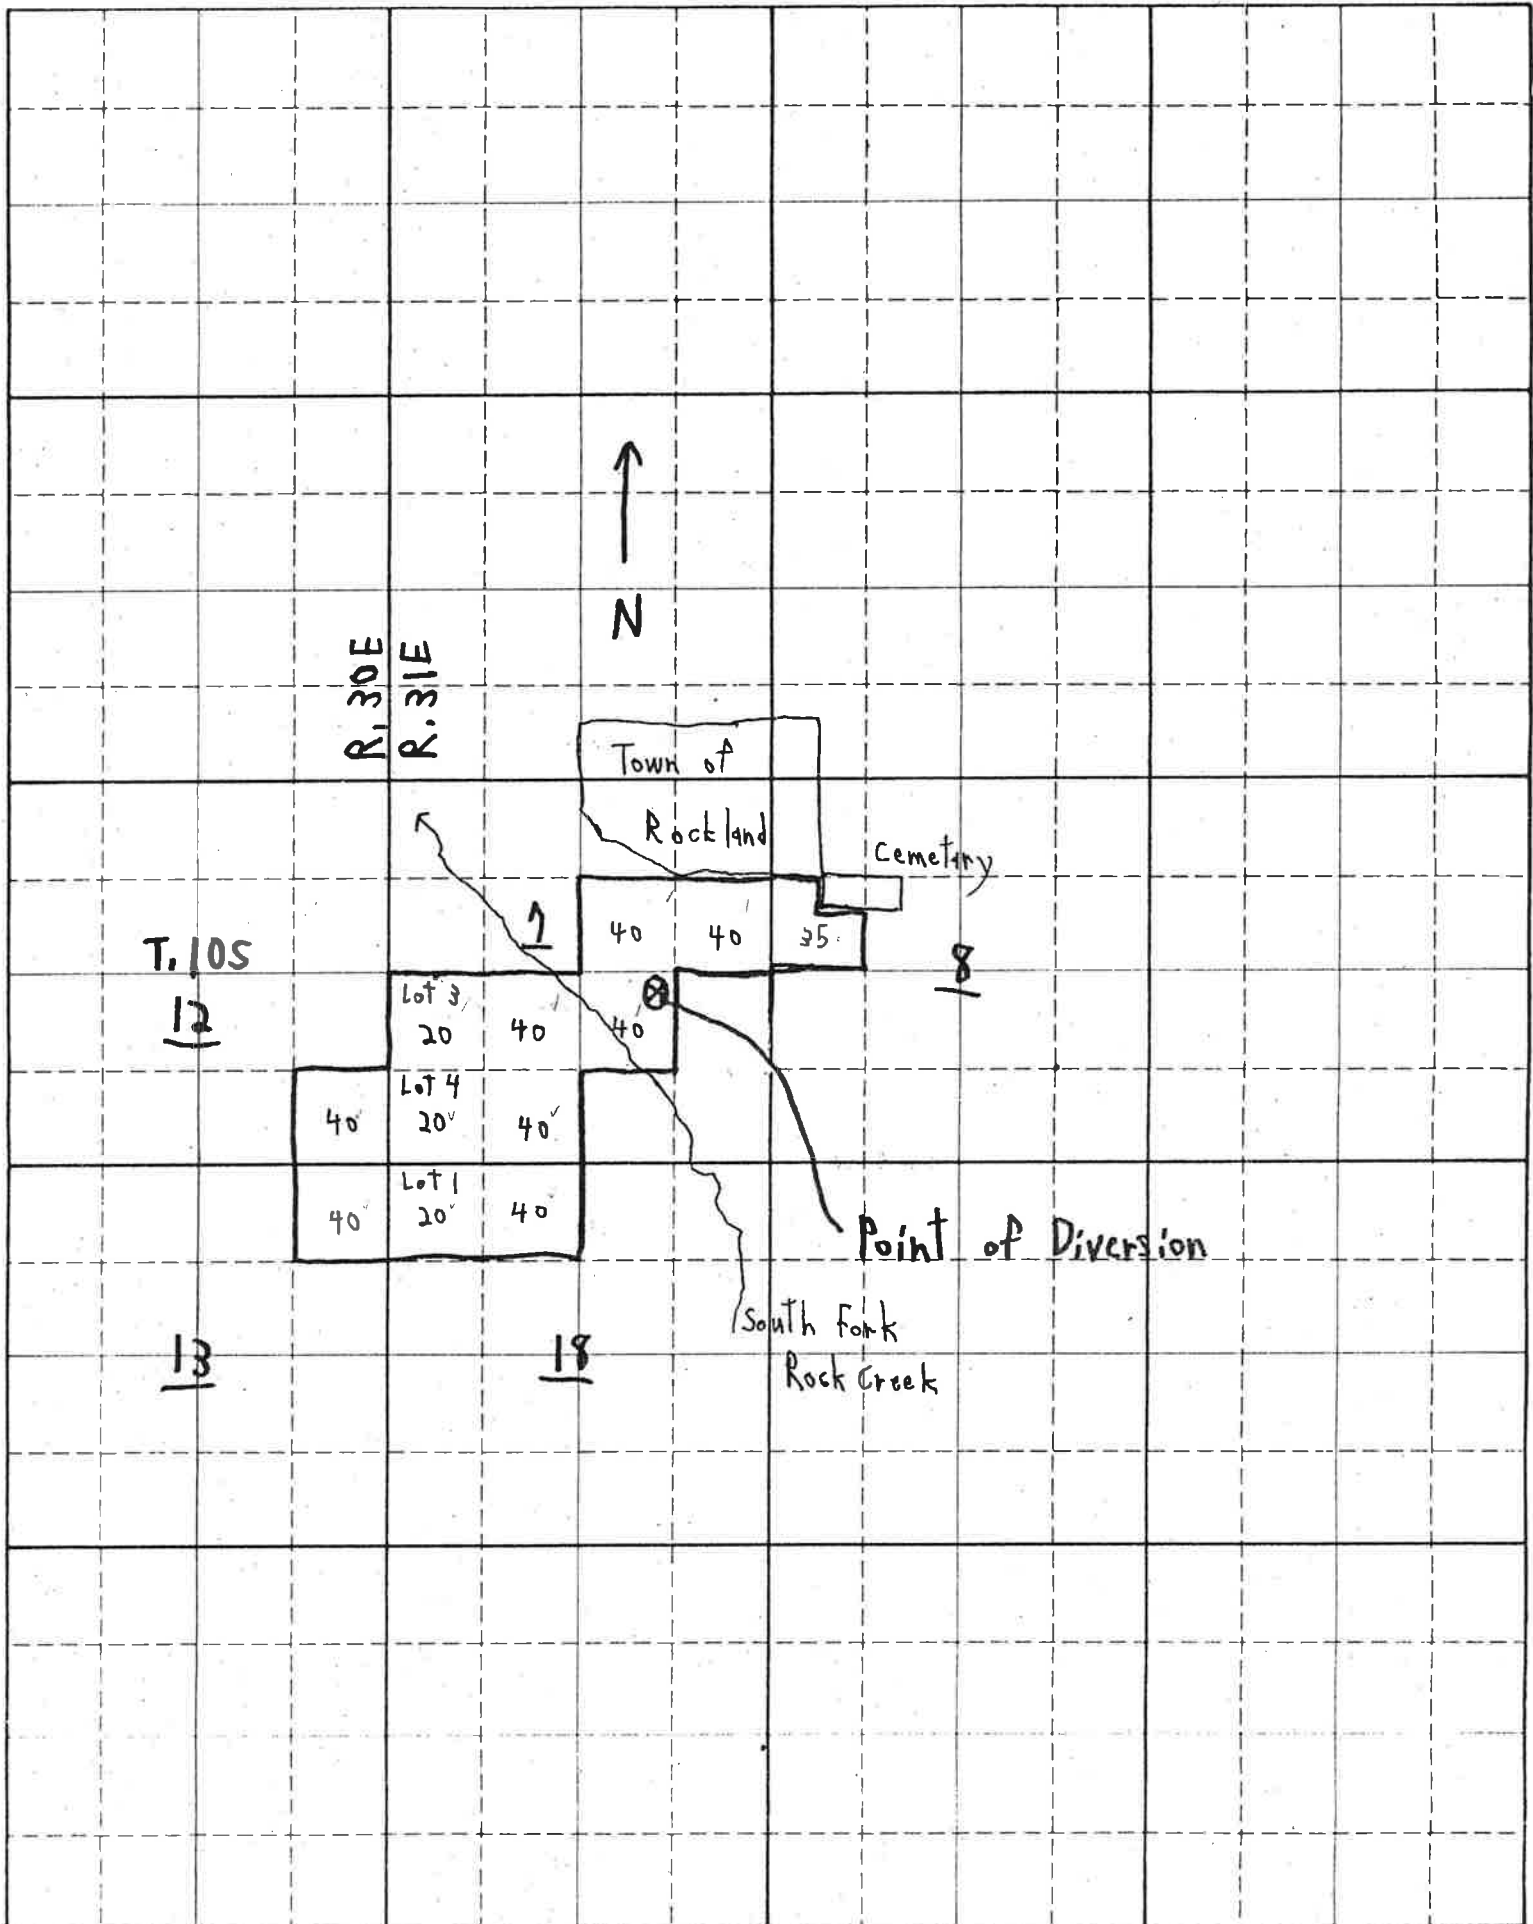 N
R. 30E
R. 31E
Town of
Rockland
Cemetery
7
40 40 35
T. 10S
8
12
Lot 3
20 40 40
Lot 4
40 20 40
Lot 1
40 20 40
Point of Diversion
South Fork
Rock Creek
13
18